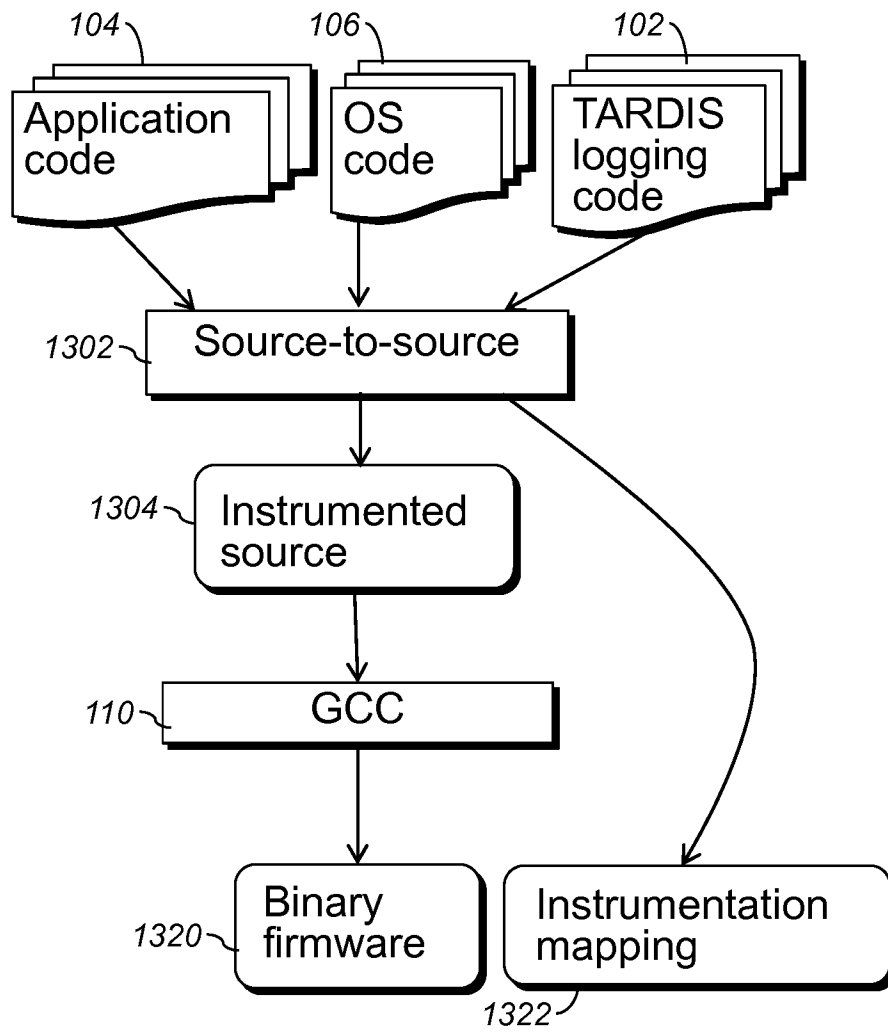 104
106
102
Application
code
OS
code
TARDIS
logging
code
1302
Source-to-source
1304
Instrumented
source
110
GCC
1320
Binary
firmware
Instrumentation
mapping
1322